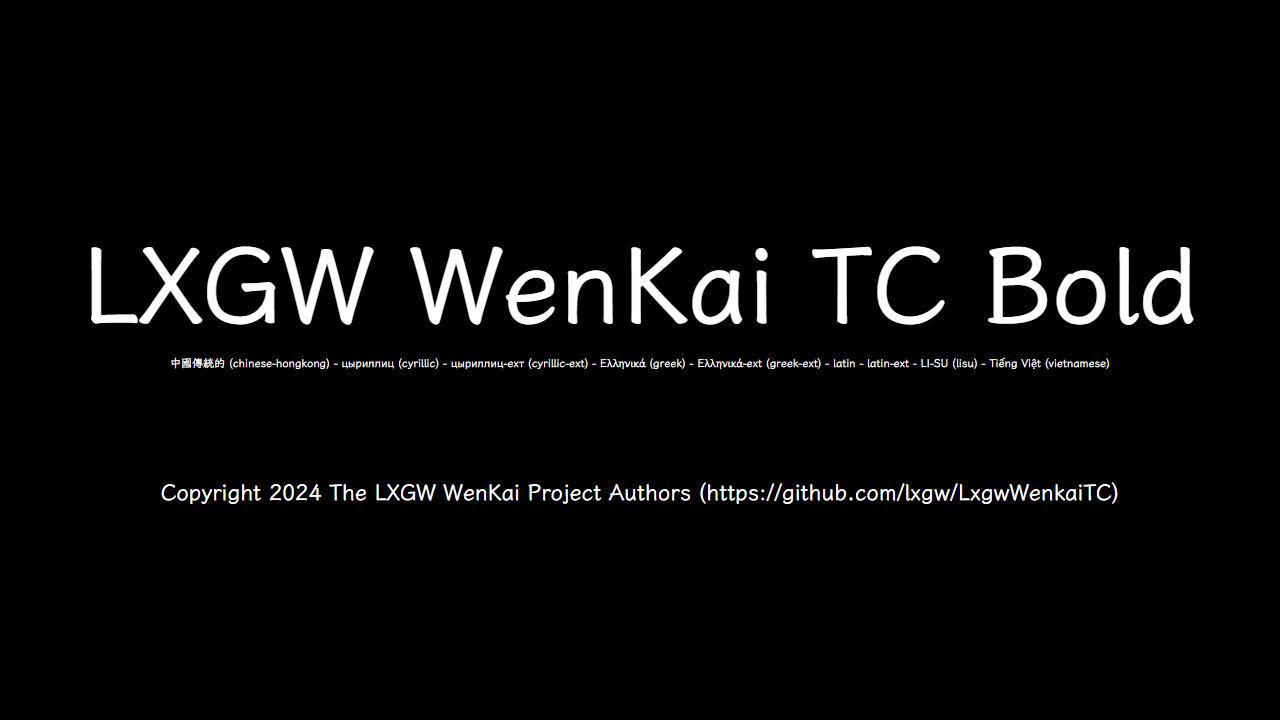 LXGW WenKai TC Bold
中國傳統的 (chinese-hongkong) - цыриплиц (cyrillic) - цыриплиц-ехт (cyrillic-ext) - Ελληνικά (greek) - Ελληνικά-ext (greek-ext) - latin - latin-ext - LI-SU (lisu) - Tiếng Việt (vietnamese)
Copyright 2024 The LXGW WenKai Project Authors (https://github.com/lxgw/LxgwWenkaiTC)